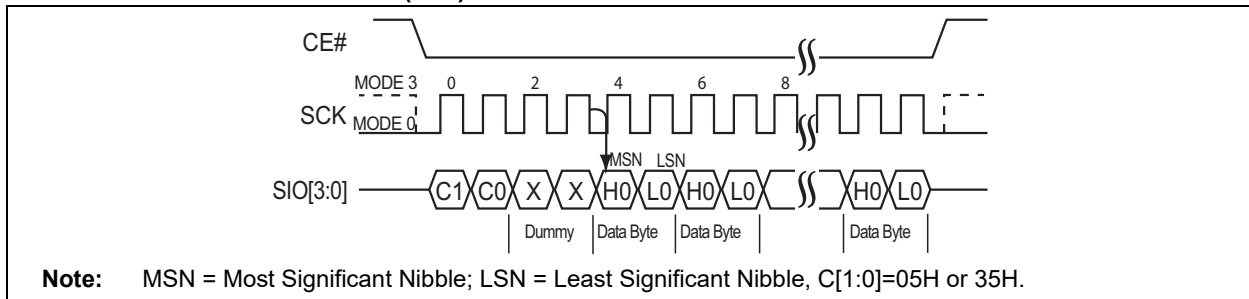 CE#
MODE 3 0 2 4 6 8
SCK MODE 0
MSN LSN
SIO[3:0] C1 C0 X X H0 L0 H0 L0 H0 L0
Dummy Data Byte Data Byte Data Byte
Note: MSN = Most Significant Nibble; LSN = Least Significant Nibble, C[1:0]=05H or 35H.